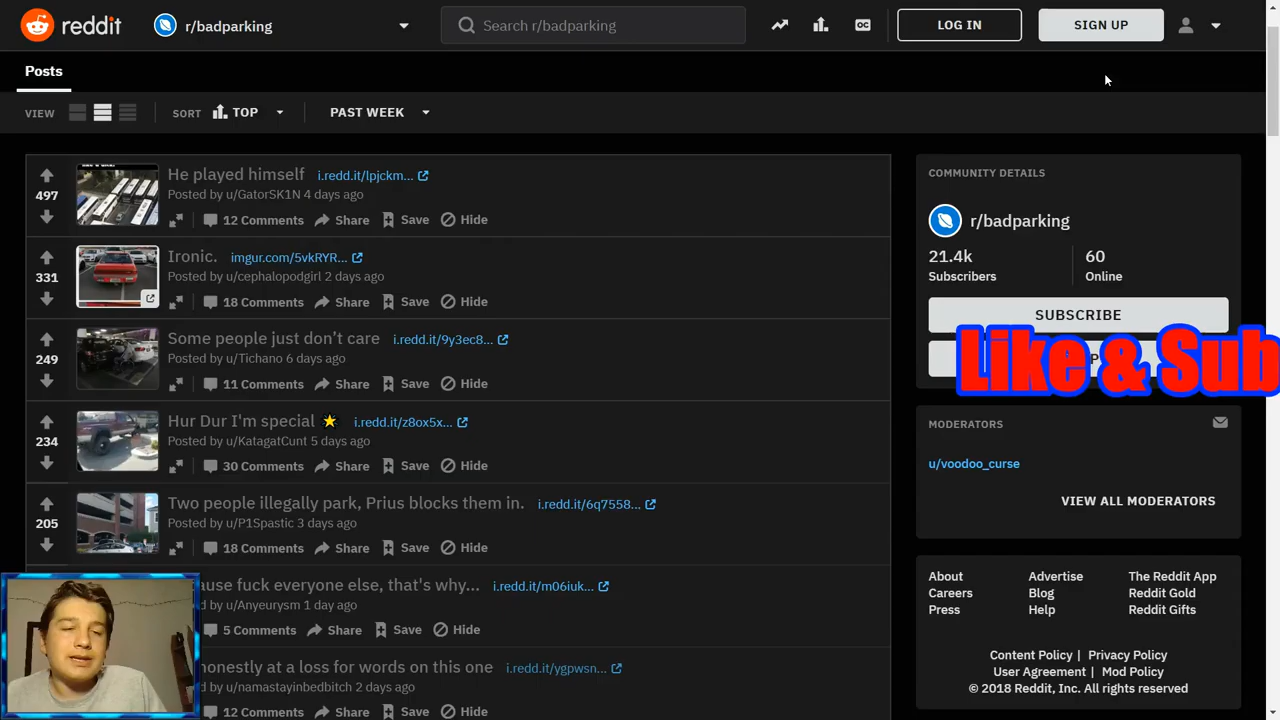 reddit r/badparking Search r/badparking LOG IN SIGN UP
Posts
VIEW SORT TOP PAST WEEK
He played himself i.redd.it/lpjckm...
Posted by u/GatorSK1N 4 days ago
497
12 Comments Share Save Hide
Ironic. imgur.com/5vkRYR...
Posted by u/cephalopodgirl 2 days ago
331
18 Comments Share Save Hide
Some people just don't care i.redd.it/9y3ec8...
Posted by u/Tichano 6 days ago
249
11 Comments Share Save Hide
Hur Dur I'm special i.redd.it/z8ox5x...
Posted by u/KatagatCunt 5 days ago
234
30 Comments Share Save Hide
Two people illegally park, Prius blocks them in. i.redd.it/6q7558...
Posted by u/P1Spastic 3 days ago
205
18 Comments Share Save Hide
ause fuck everyone else, that's why... i.redd.it/m06iuk...
ed by u/Anyeurysm 1 day ago
5 Comments Share Save Hide
honestly at a loss for words on this one i.redd.it/ygpwsn...
ed by u/namastayinbedbitch 2 days ago
12 Comments Share Save Hide
COMMUNITY DETAILS
r/badparking
21.4k 60
Subscribers Online
SUBSCRIBE
Like & Sub
MODERATORS
u/voodoo_curse
VIEW ALL MODERATORS
About Advertise The Reddit App
Careers Blog Reddit Gold
Press Help Reddit Gifts
Content Policy | Privacy Policy
User Agreement | Mod Policy
© 2018 Reddit, Inc. All rights reserved